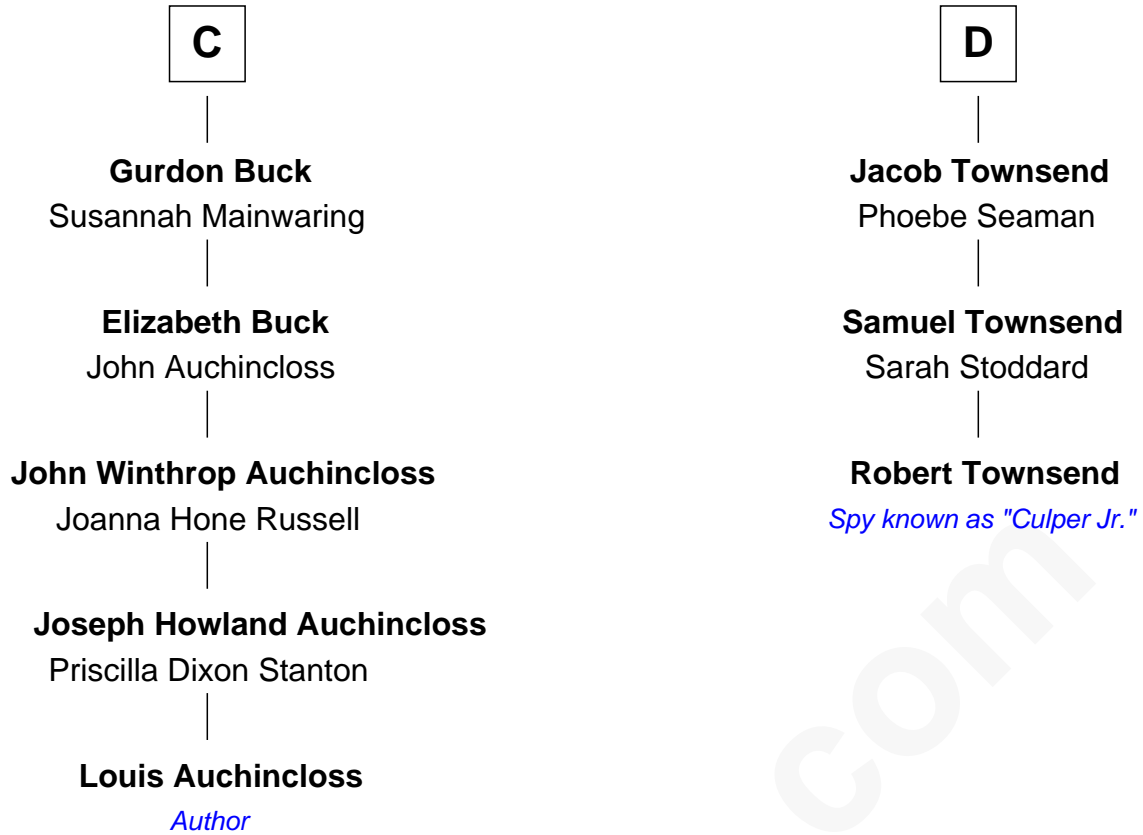 C
Gurdon Buck
Susannah Mainwaring
Elizabeth Buck
John Auchincloss
John Winthrop Auchincloss
Joanna Hone Russell
Joseph Howland Auchincloss
Priscilla Dixon Stanton
Louis Auchincloss
Author
D
Jacob Townsend
Phoebe Seaman
Samuel Townsend
Sarah Stoddard
Robert Townsend
Spy known as "Culper Jr."
com